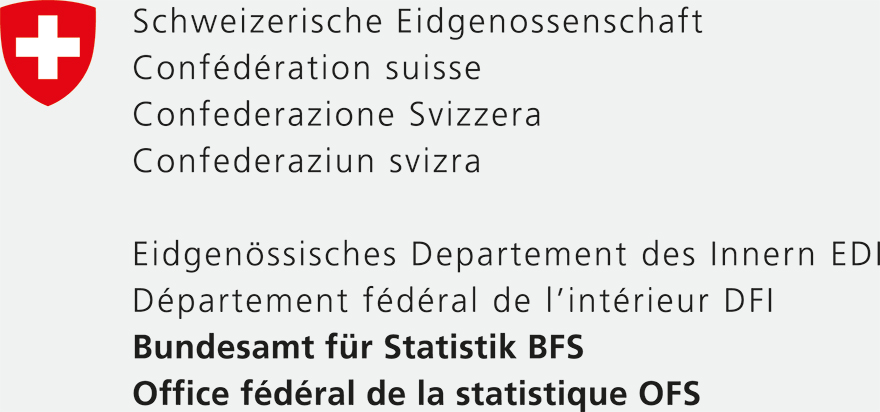 Schweizerische Eidgenossenschaft
Confédération suisse
Confederazione Svizzera
Confederaziun svizra
Eidgenössisches Departement des Innern EDI
Département fédéral de l’intérieur DFI
Bundesamt für Statistik BFS
Office fédéral de la statistique OFS